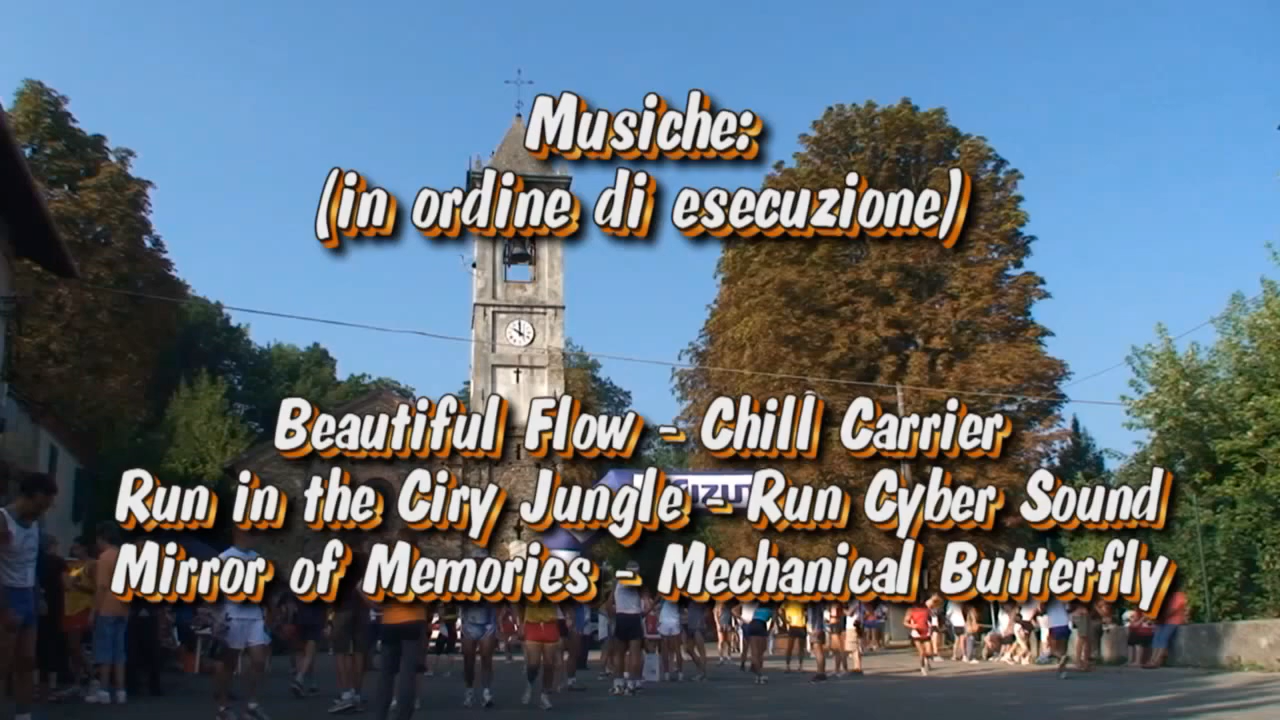 Musiche:
(in ordine di esecuzione)
Beautiful Flow - Chill Carrier
Run in the Ciry Jungle - Run Cyber Sound
Mirror of Memories - Mechanical Butterfly